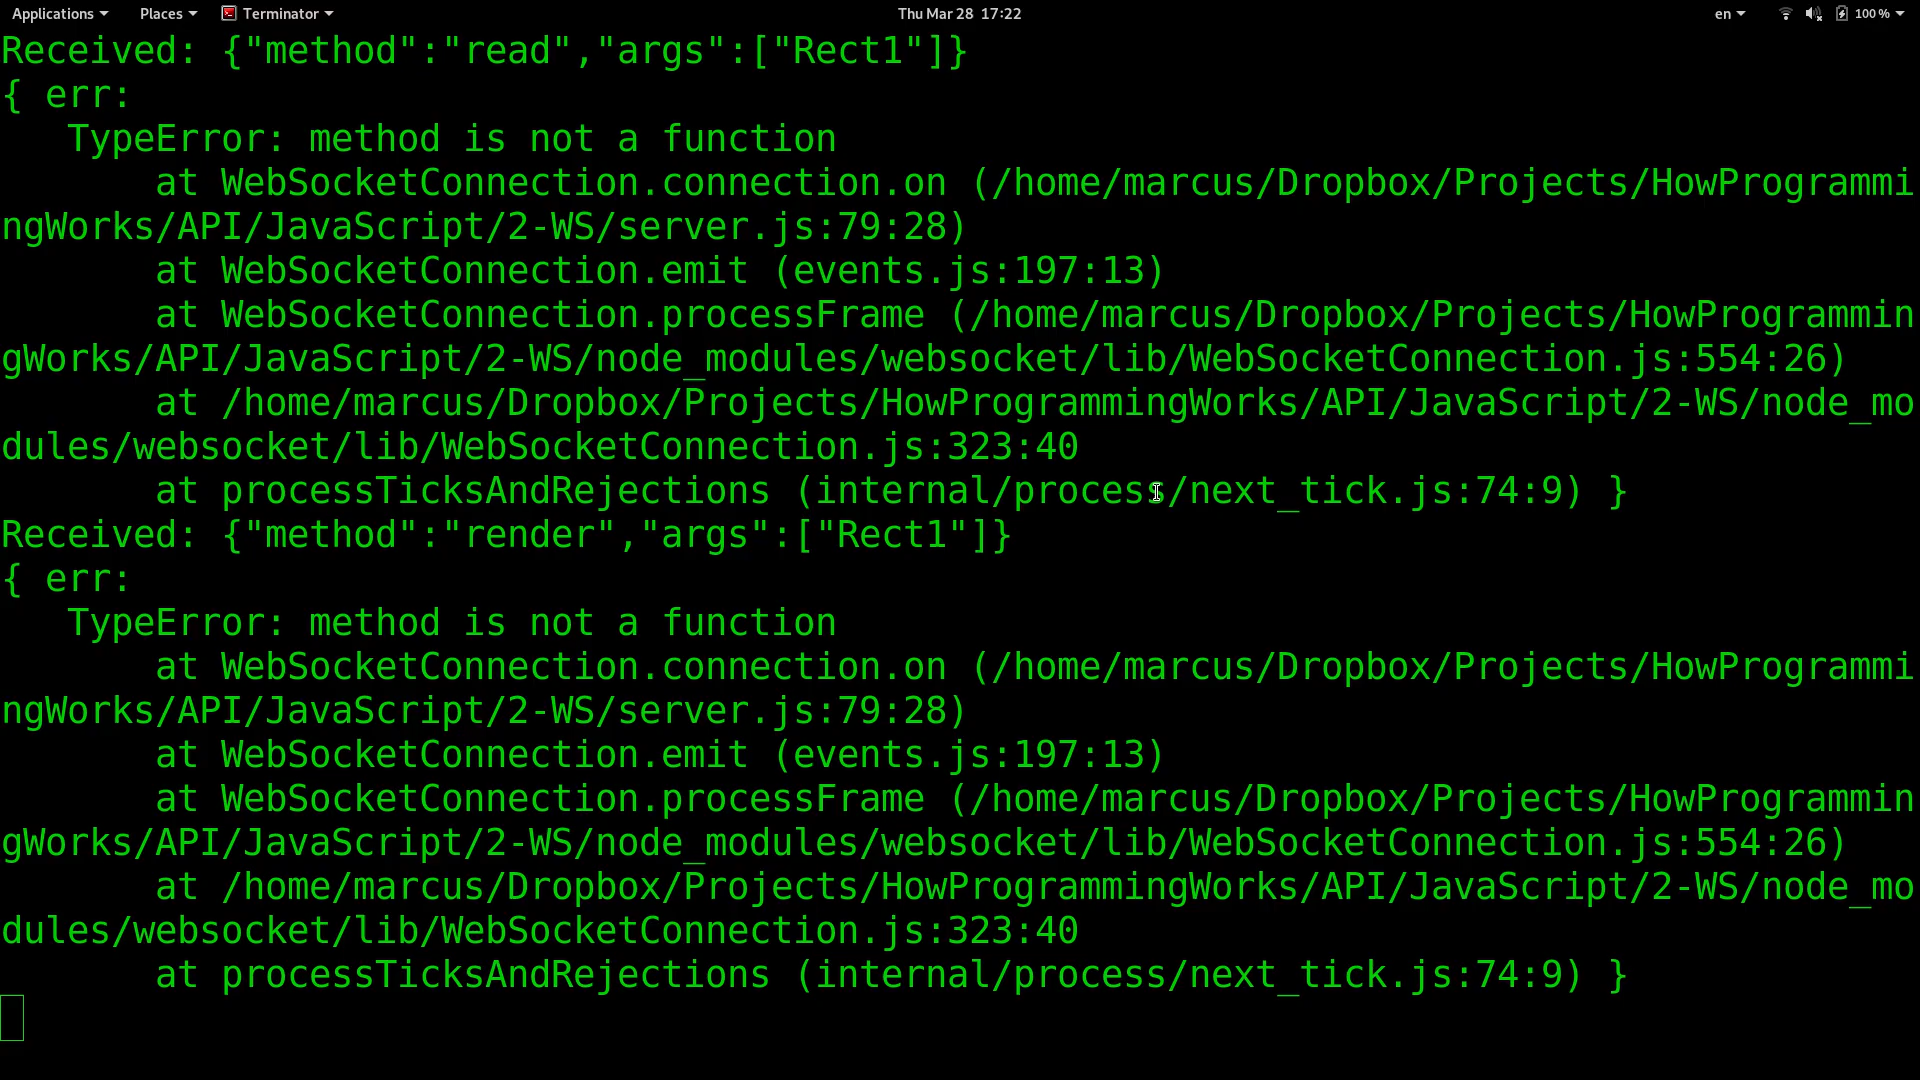 Applications Places Terminator Thu Mar 28 17:22 en 100 %
Received: {"method":"read","args":["Rect1"]}
{ err:
   TypeError: method is not a function
       at WebSocketConnection.connection.on (/home/marcus/Dropbox/Projects/HowProgrammi
ngWorks/API/JavaScript/2-WS/server.js:79:28)
       at WebSocketConnection.emit (events.js:197:13)
       at WebSocketConnection.processFrame (/home/marcus/Dropbox/Projects/HowProgrammin
gWorks/API/JavaScript/2-WS/node_modules/websocket/lib/WebSocketConnection.js:554:26)
       at /home/marcus/Dropbox/Projects/HowProgrammingWorks/API/JavaScript/2-WS/node_mo
dules/websocket/lib/WebSocketConnection.js:323:40
       at processTicksAndRejections (internal/process/next_tick.js:74:9) }
Received: {"method":"render","args":["Rect1"]}
{ err:
   TypeError: method is not a function
       at WebSocketConnection.connection.on (/home/marcus/Dropbox/Projects/HowProgrammi
ngWorks/API/JavaScript/2-WS/server.js:79:28)
       at WebSocketConnection.emit (events.js:197:13)
       at WebSocketConnection.processFrame (/home/marcus/Dropbox/Projects/HowProgrammin
gWorks/API/JavaScript/2-WS/node_modules/websocket/lib/WebSocketConnection.js:554:26)
       at /home/marcus/Dropbox/Projects/HowProgrammingWorks/API/JavaScript/2-WS/node_mo
dules/websocket/lib/WebSocketConnection.js:323:40
       at processTicksAndRejections (internal/process/next_tick.js:74:9) }